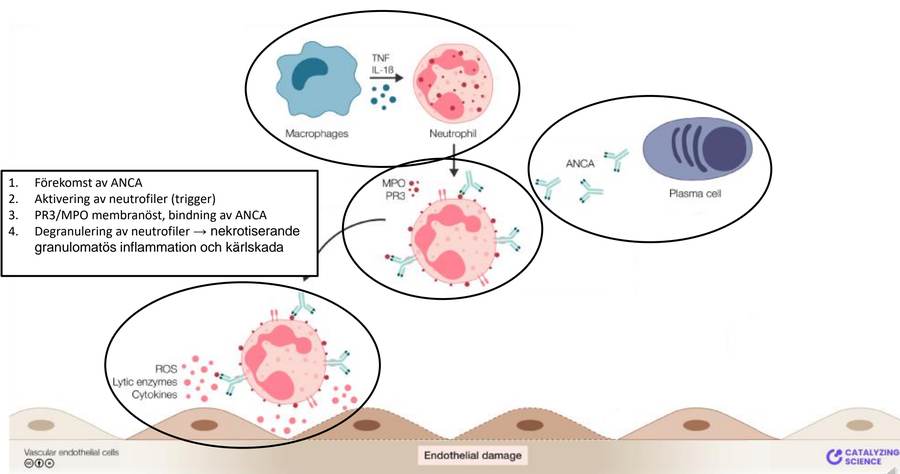 TNF
IL-1ß
Macrophages
Neutrophil
ANCA
Plasma cell
MPO
PR3
1. Förekomst av ANCA
2. Aktivering av neutrofiler (trigger)
3. PR3/MPO membranöst, bindning av ANCA
4. Degranulering av neutrofiler → nekrotiserande
granulomatös inflammation och kärlskada
ROS
Lytic enzymes
Cytokines
Vascular endothelial cells
Endothelial damage
CATALYZING
SCIENCE